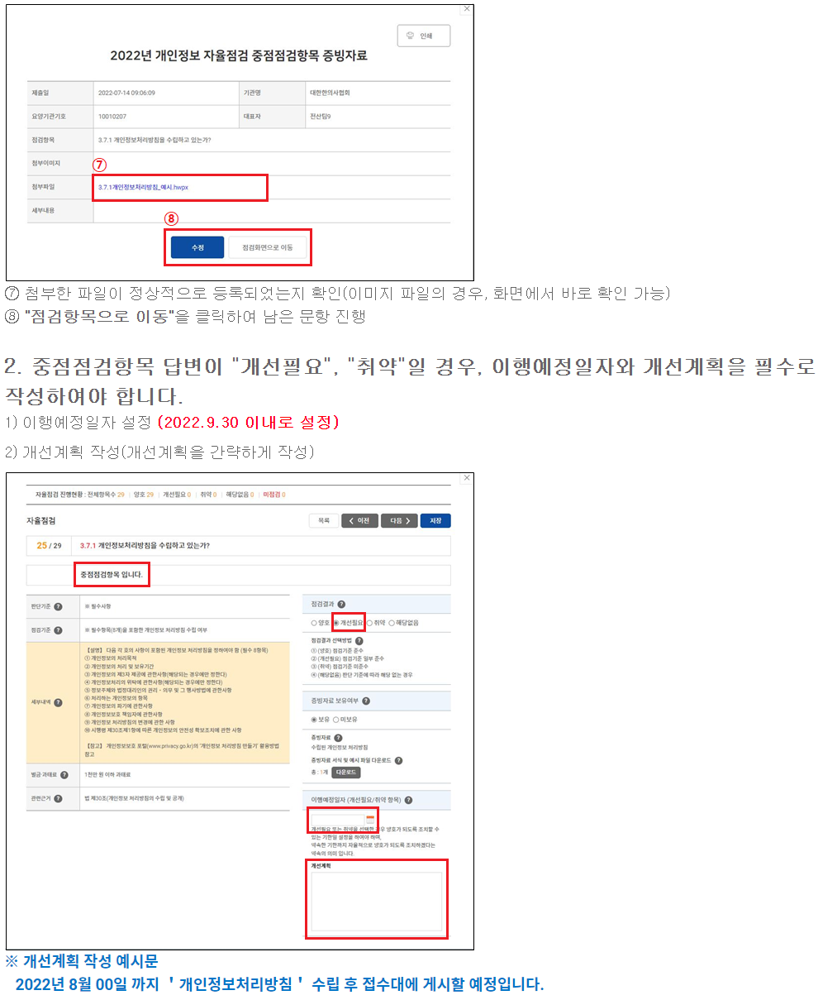 인쇄
2022년 개인정보 자율점검 중점점검항목 증빙자료
제출일 2022-07-14 09:06:09 기관명 대한한의사협회
요양기관기호 10010207 대표자 전산팀9
점검항목 3.7.1 개인정보처리방침을 수립하고 있는가?
첨부이미지
⑦
첨부파일 3.7.1개인정보처리방침_예시.hwpx
세부내용
⑧
수정 점검화면으로 이동
⑦ 첨부한 파일이 정상적으로 등록되었는지 확인(이미지 파일의 경우, 화면에서 바로 확인 가능)
⑧ "점검항목으로 이동"을 클릭하여 남은 문항 진행
2. 중점점검항목 답변이 "개선필요", "취약"일 경우, 이행예정일자와 개선계획을 필수로
작성하여야 합니다.
1) 이행예정일자 설정 (2022.9.30 이내로 설정)
2) 개선계획 작성(개선계획을 간략하게 작성)
자율점검 진행현황 : 전체항목수 29 | 양호 29 | 개선필요 0 | 취약 0 | 해당없음 0 | 미점검 0
자율점검 목록 이전 다음 저장
25 / 29 3.7.1 개인정보처리방침을 수립하고 있는가?
중점점검항목 입니다.
판단기준 ? ※ 필수사항
점검기준 ? ※ 필수항목(8개)을 포함한 개인정보 처리방침 수립 여부
세부내역 ?
【설명】 다음 각 호의 사항이 포함된 개인정보 처리방침을 정하여야 함 (필수 8항목)
① 개인정보의 처리목적
② 개인정보의 처리 및 보유기간
③ 개인정보의 제3자 제공에 관한사항(해당되는 경우에만 정한다)
④ 개인정보처리의 위탁에 관한사항(해당되는 경우에만 정한다)
⑤ 정보주체와 법정대리인의 권리ㆍ의무 및 그 행사방법에 관한사항
⑥ 처리하는 개인정보의 항목
⑦ 개인정보의 파기에 관한사항
⑧ 개인정보보호 책임자에 관한사항
⑨ 개인정보 처리방침의 변경에 관한 사항
⑩ 시행령 제30조제1항에 따른 개인정보의 안전성 확보조치에 관한 사항
【참고】 개인정보보호 포털(www.privacy.go.kr)의 '개인정보 처리방침 만들기' 활용방법
참고
벌금·과태료 ? 1천만 원 이하 과태료
관련근거 ? 법 제30조(개인정보 처리방침의 수립 및 공개)
점검결과 ?
양호 개선필요 취약 해당없음
점검결과 선택방법 ?
① (양호) 점검기준 준수
② (개선필요) 점검기준 일부 준수
③ (취약) 점검기준 미준수
④ (해당없음) 판단 기준에 따라 해당 없는 경우
증빙자료 보유여부 ?
보유 미보유
증빙자료 ?
수립된 개인정보 처리방침
증빙자료 서식 및 예시 파일 다운로드 ?
총 : 1개 다운로드
이행예정일자 (개선필요/취약 항목) ?
개선필요 또는 취약을 선택한 경우 양호가 되도록 조치할 수
있는 기한일 설정을 하여야 하며,
약속한 기한까지 자율적으로 양호가 되도록 조치하겠다는
약속의 의미 입니다.
개선계획
※ 개선계획 작성 예시문
2022년 8월 00일 까지 ' 개인정보처리방침 ' 수립 후 접수대에 게시할 예정입니다.